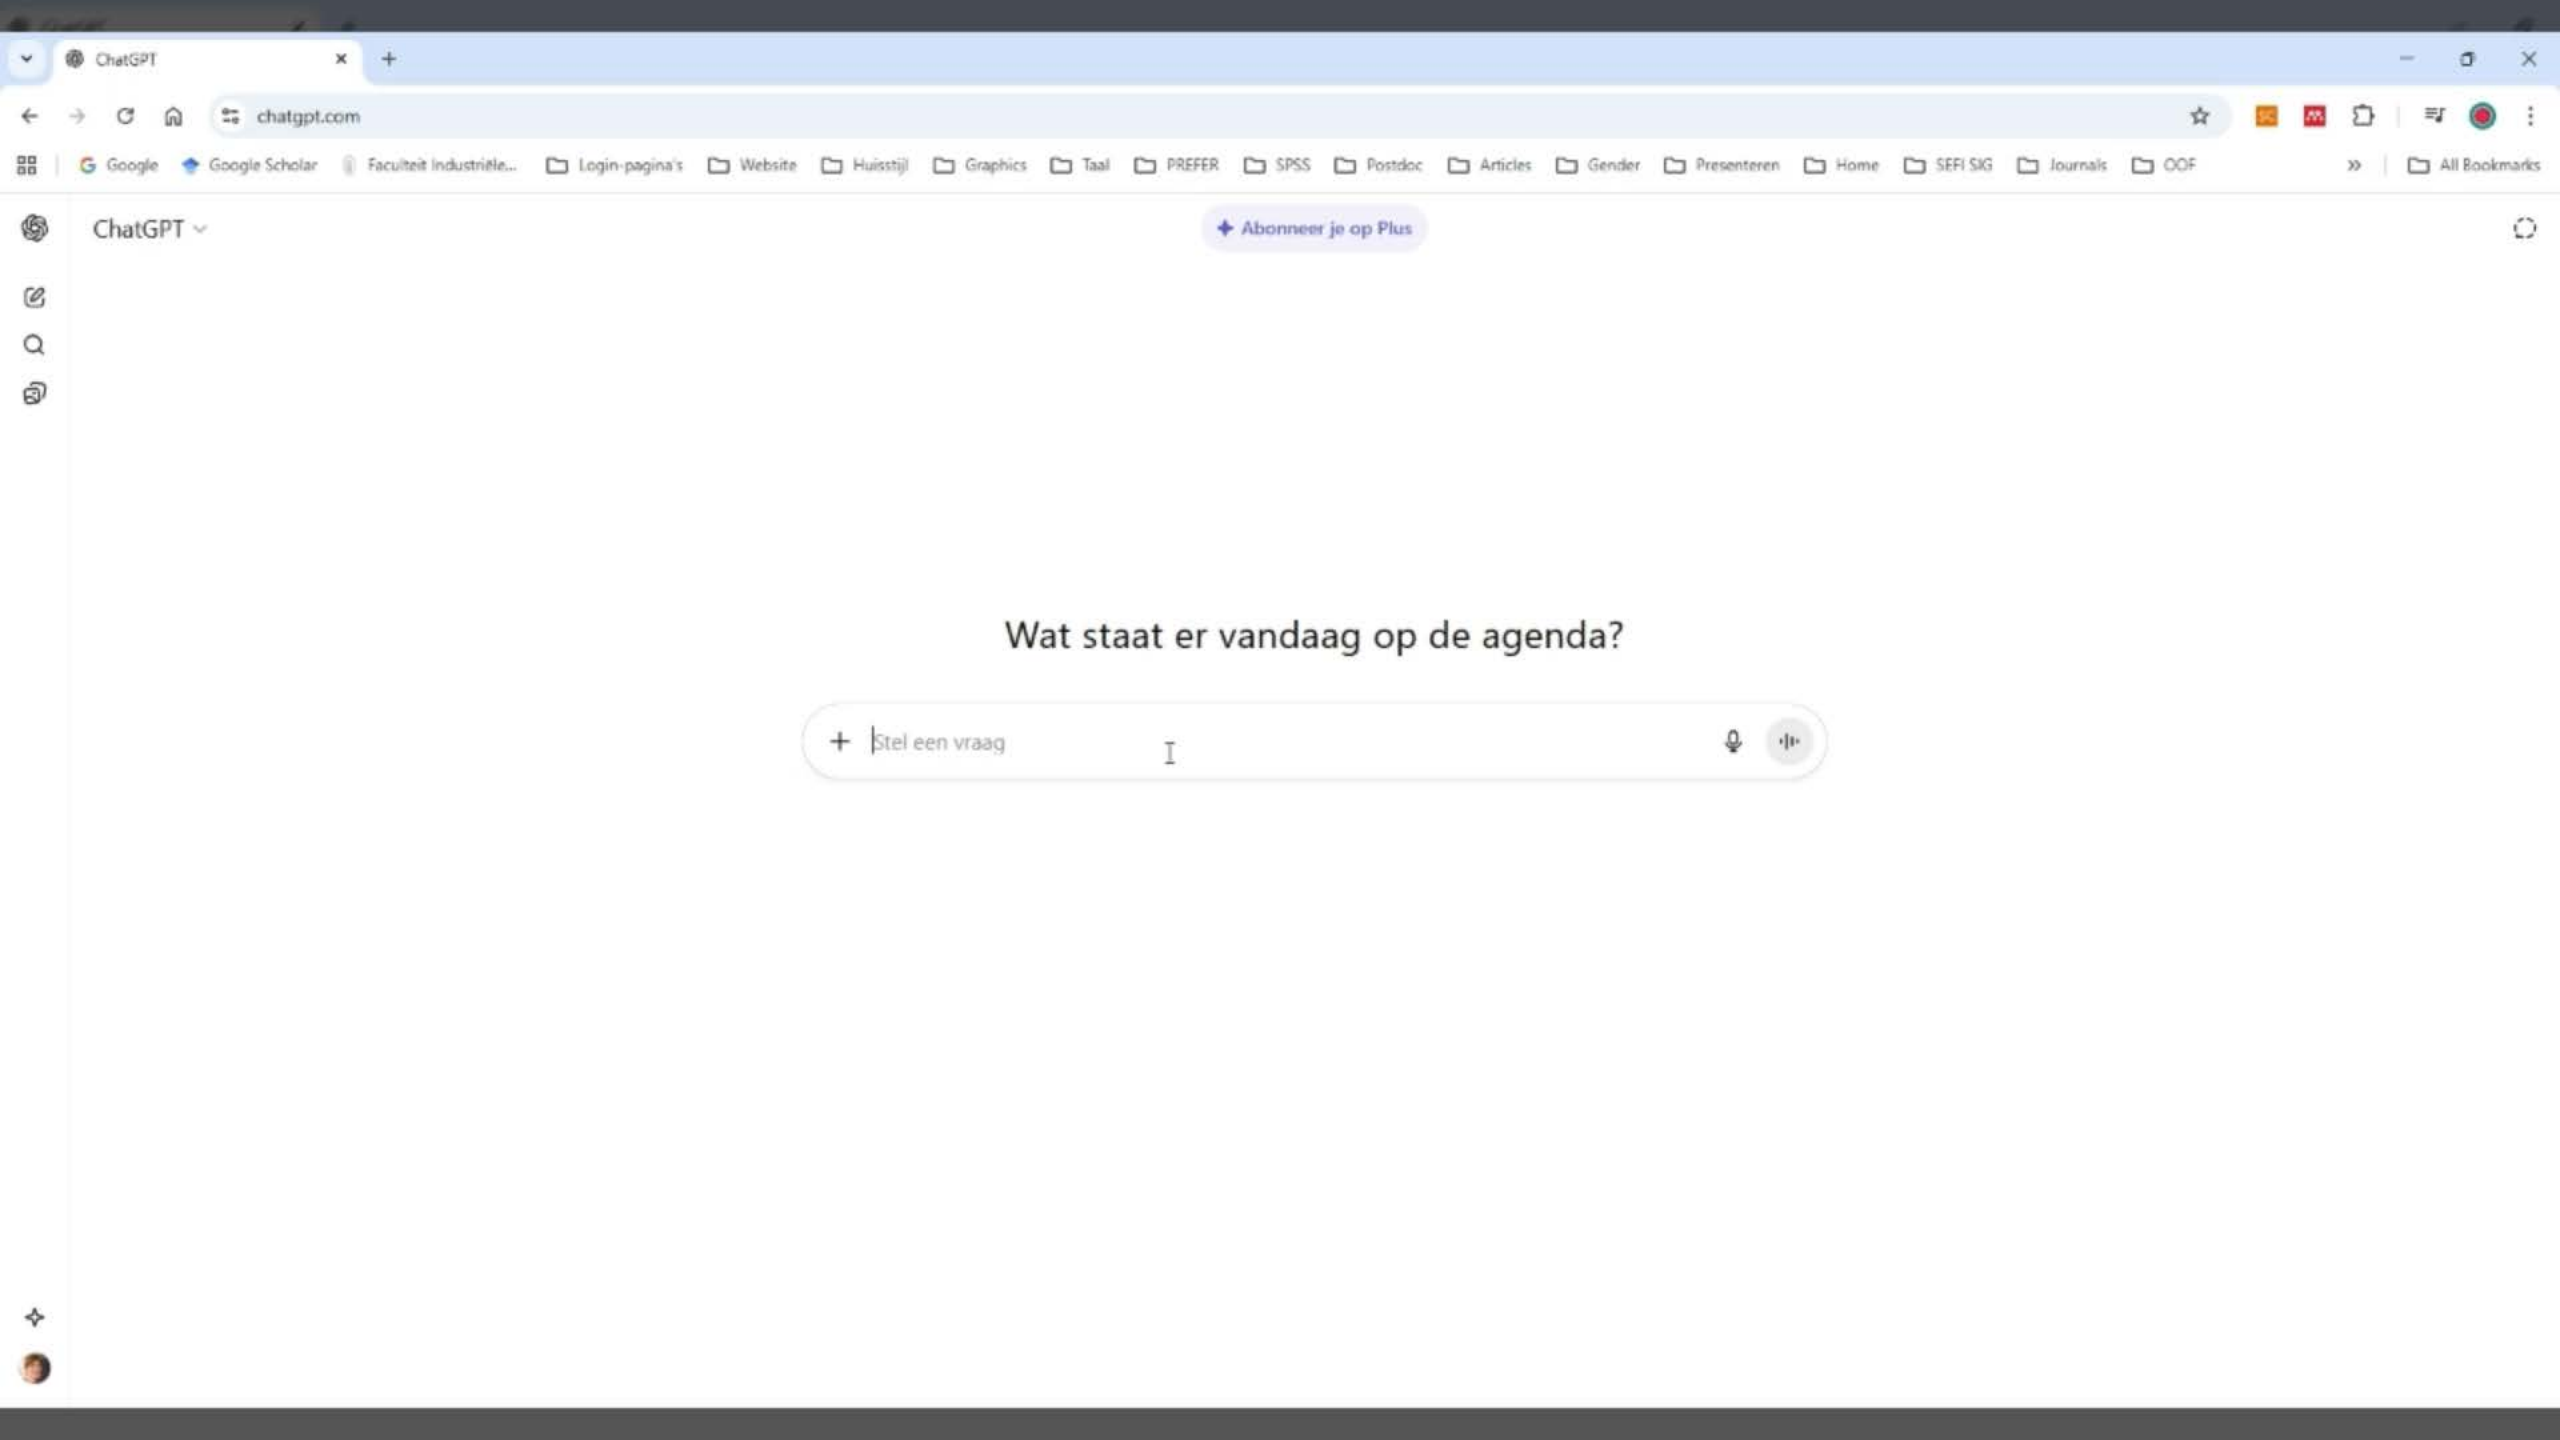 ChatGPT
chatgpt.com
Google Google Scholar Faculteit Industriële... Login-pagina's Website Huisstijl Graphics Taal PREFER SPSS Postdoc Articles Gender Presenteren Home SEFI SIG Journals OOF » All Bookmarks
ChatGPT
Abonneer je op Plus
Wat staat er vandaag op de agenda?
Stel een vraag